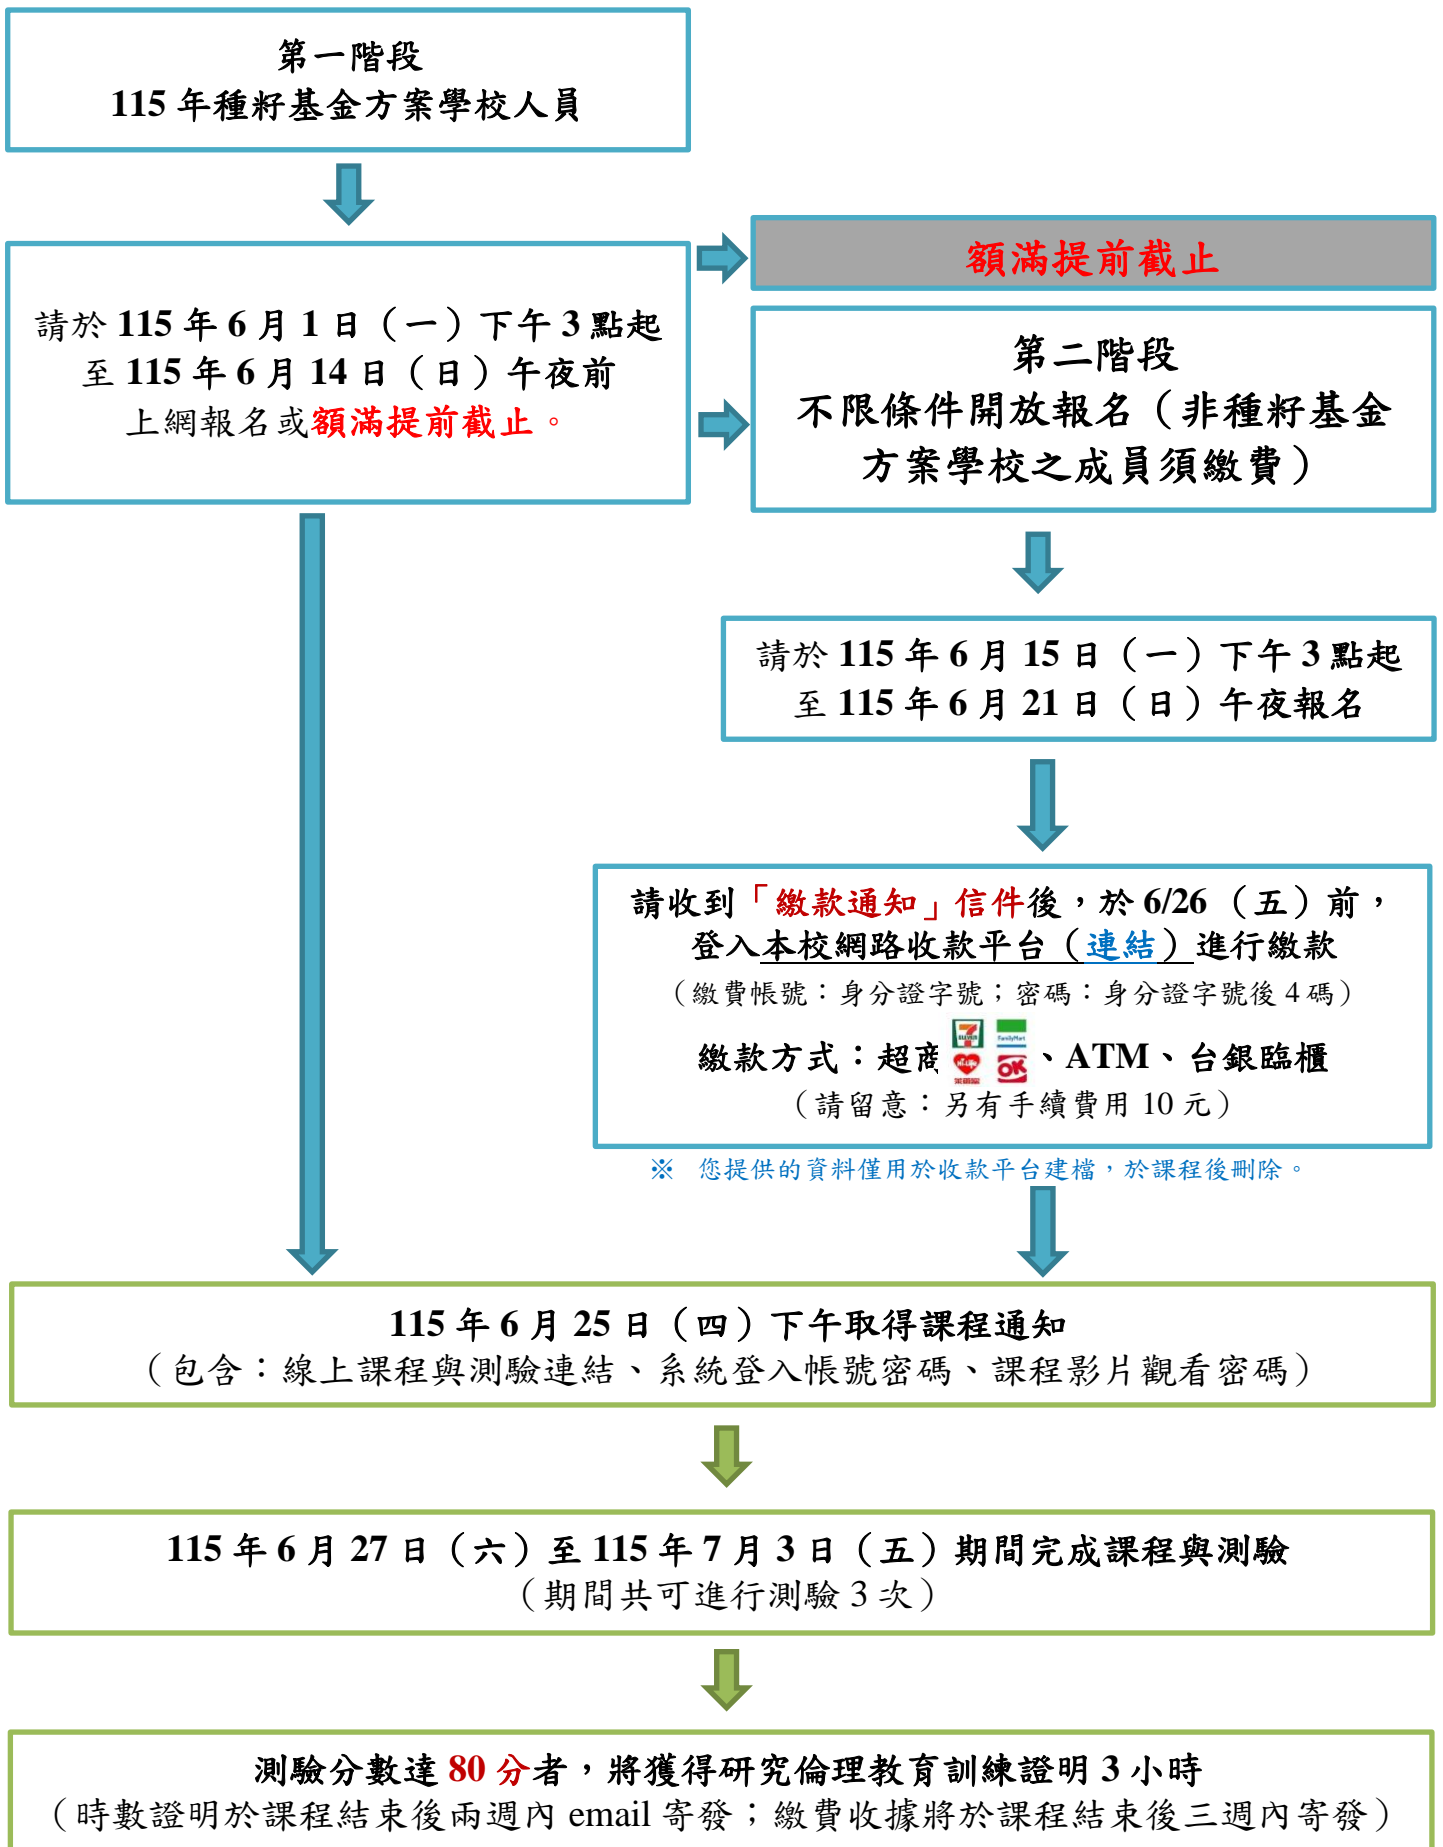 第一階段
115 年種籽基金方案學校人員
額滿提前截止
請於 115 年 6 月 1 日（一）下午 3 點起
至 115 年 6 月 14 日（日）午夜前
上網報名或額滿提前截止。
第二階段
不限條件開放報名（非種籽基金
方案學校之成員須繳費）
請於 115 年 6 月 15 日（一）下午 3 點起
至 115 年 6 月 21 日（日）午夜報名
請收到「繳款通知」信件後，於 6/26 （五）前，
登入本校網路收款平台（連結）進行繳款
（繳費帳號：身分證字號；密碼：身分證字號後 4 碼）
繳款方式：超商 7 ELEVEN FamilyMart Hi-Life OK 、ATM、台銀臨櫃
（請留意：另有手續費用 10 元）
※ 您提供的資料僅用於收款平台建檔，於課程後刪除。
115 年 6 月 25 日（四）下午取得課程通知
（包含：線上課程與測驗連結、系統登入帳號密碼、課程影片觀看密碼）
115 年 6 月 27 日（六）至 115 年 7 月 3 日（五）期間完成課程與測驗
（期間共可進行測驗 3 次）
測驗分數達 80 分者，將獲得研究倫理教育訓練證明 3 小時
（時數證明於課程結束後兩週內 email 寄發；繳費收據將於課程結束後三週內寄發）